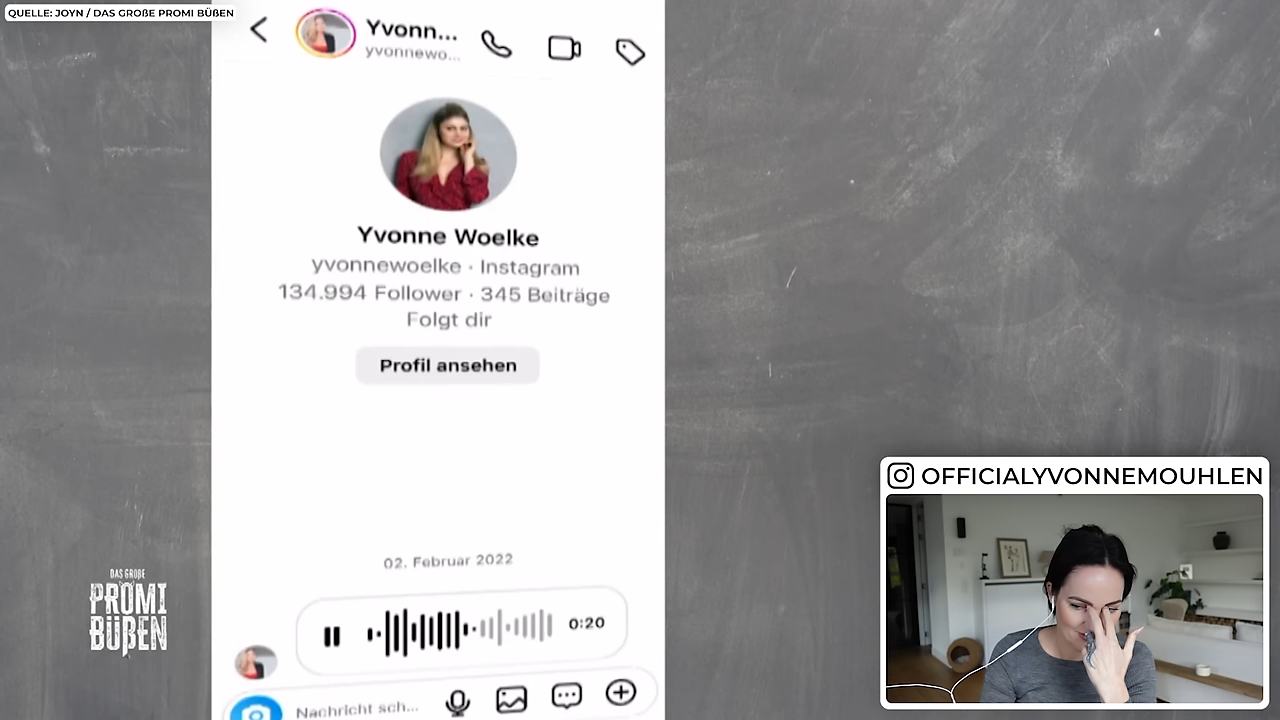 QUELLE: JOYN / DAS GROßE PROMI BÜßEN
Yvonn...
yvonnewo...
Yvonne Woelke
yvonnewoelke · Instagram
134.994 Follower · 345 Beiträge
Folgt dir
Profil ansehen
02. Februar 2022
0:20
Nachricht sch...
DAS GROßE
PROMI
BÜßEN
OFFICIALYVONNEMOUHLEN